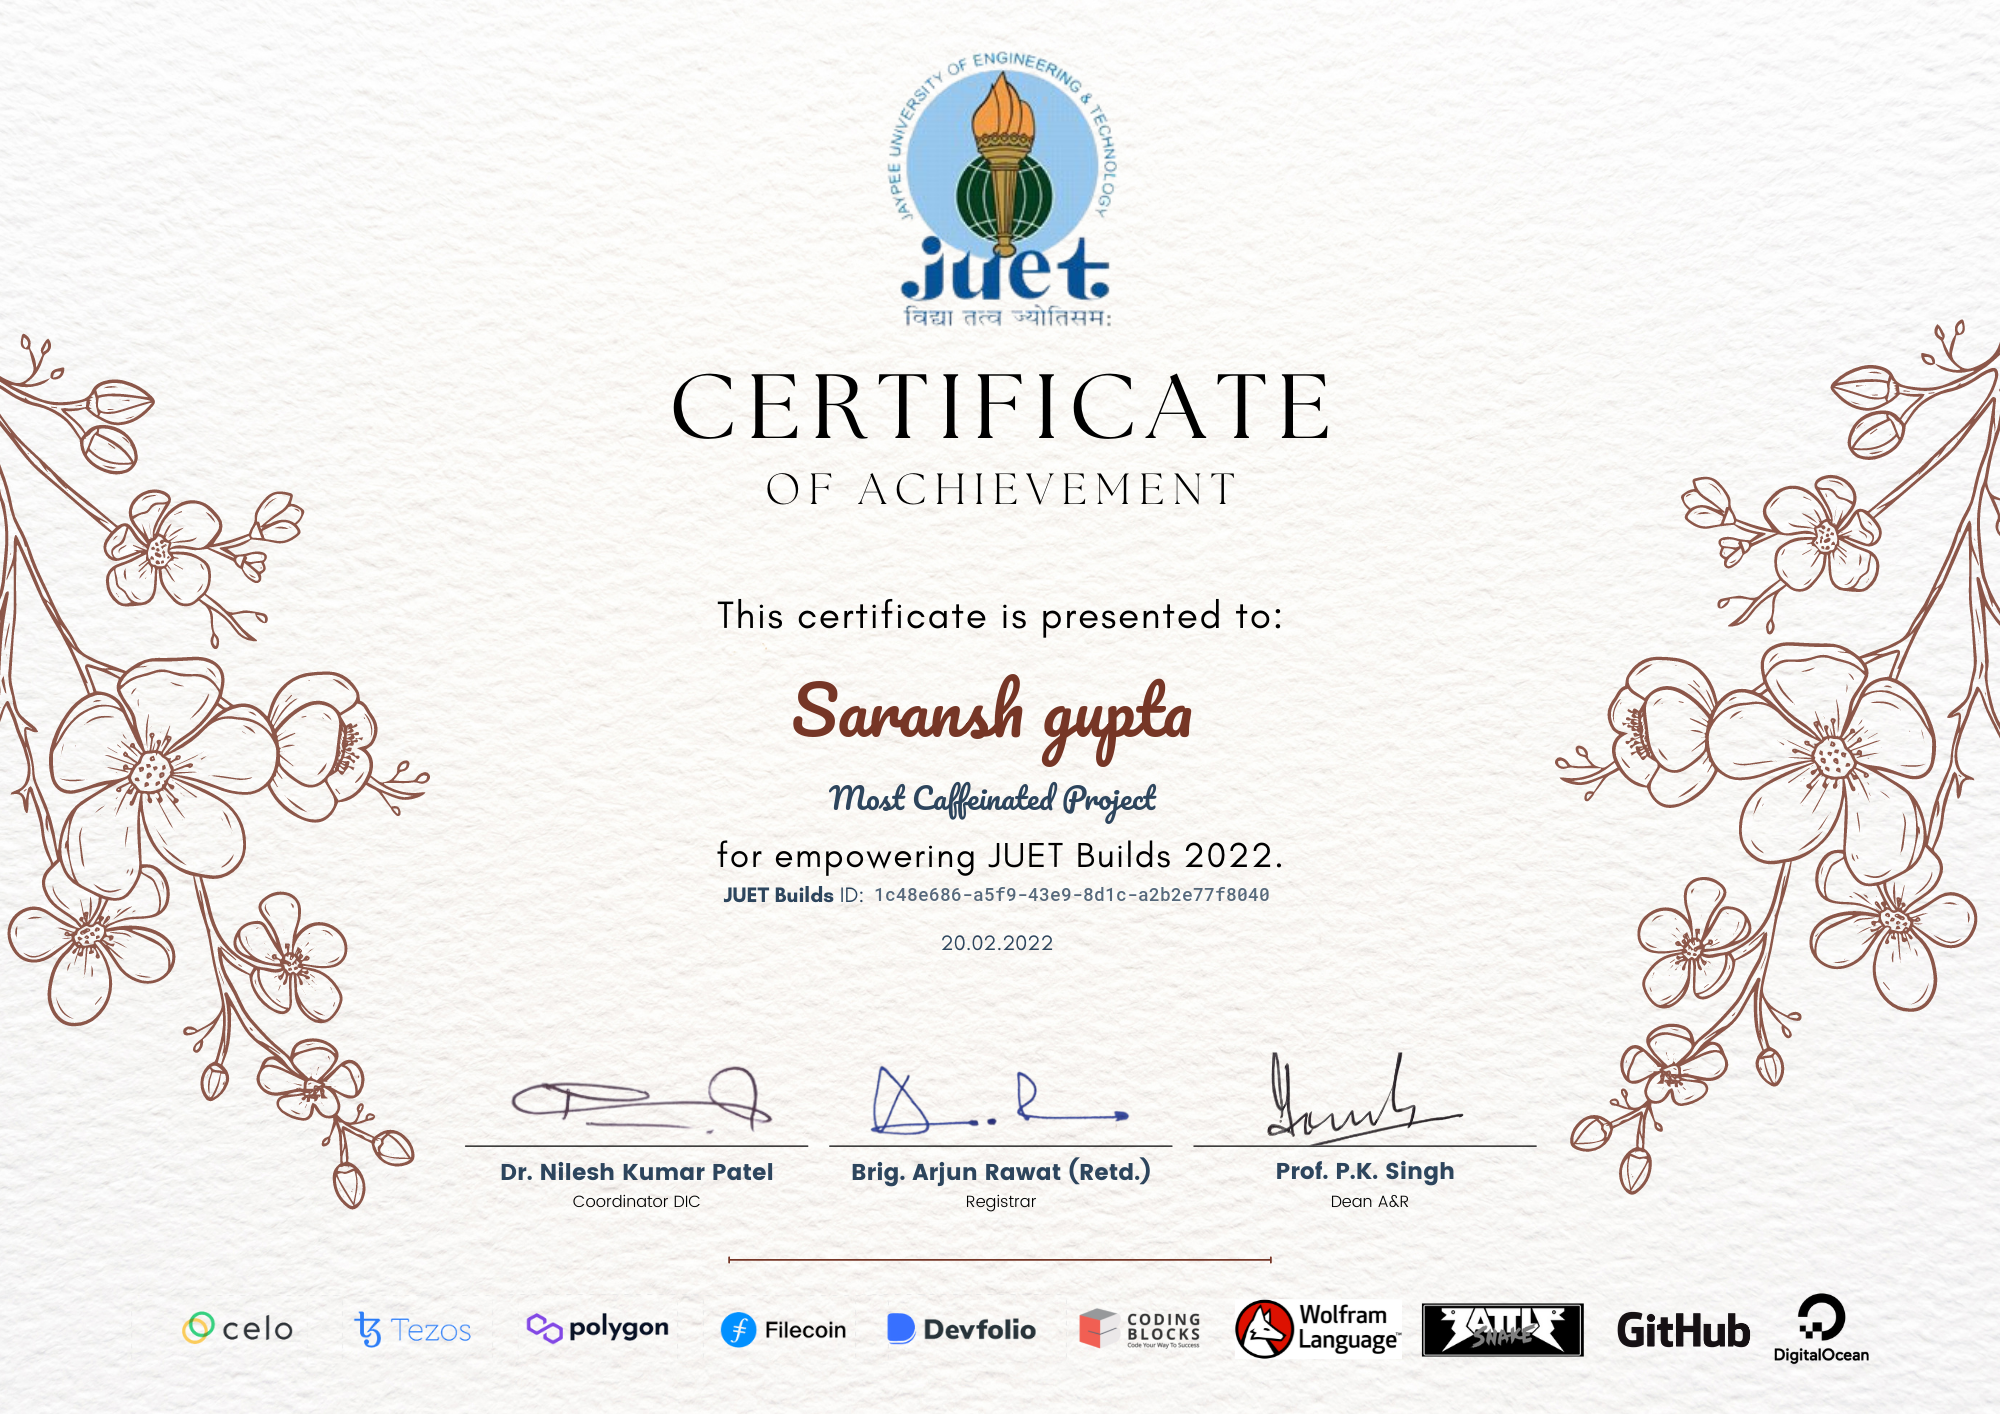 JAYPEE UNIVERSITY OF ENGINEERING & TECHNOLOGY
juet
विद्या तत्व ज्योतिसम:
CERTIFICATE
OF ACHIEVEMENT
This certificate is presented to:
Saransh gupta
Most Caffeinated Project
for empowering JUET Builds 2022.
JUET Builds ID: 1c48e686-a5f9-43e9-8d1c-a2b2e77f8040
20.02.2022
Dr. Nilesh Kumar Patel
Coordinator DIC
Brig. Arjun Rawat (Retd.)
Registrar
Prof. P.K. Singh
Dean A&R
celo
Tezos
polygon
Filecoin
Devfolio
CODING
BLOCKS
Code Your Way To Success
Wolfram
Language™
BATTLE
SNAKE
GitHub
DigitalOcean